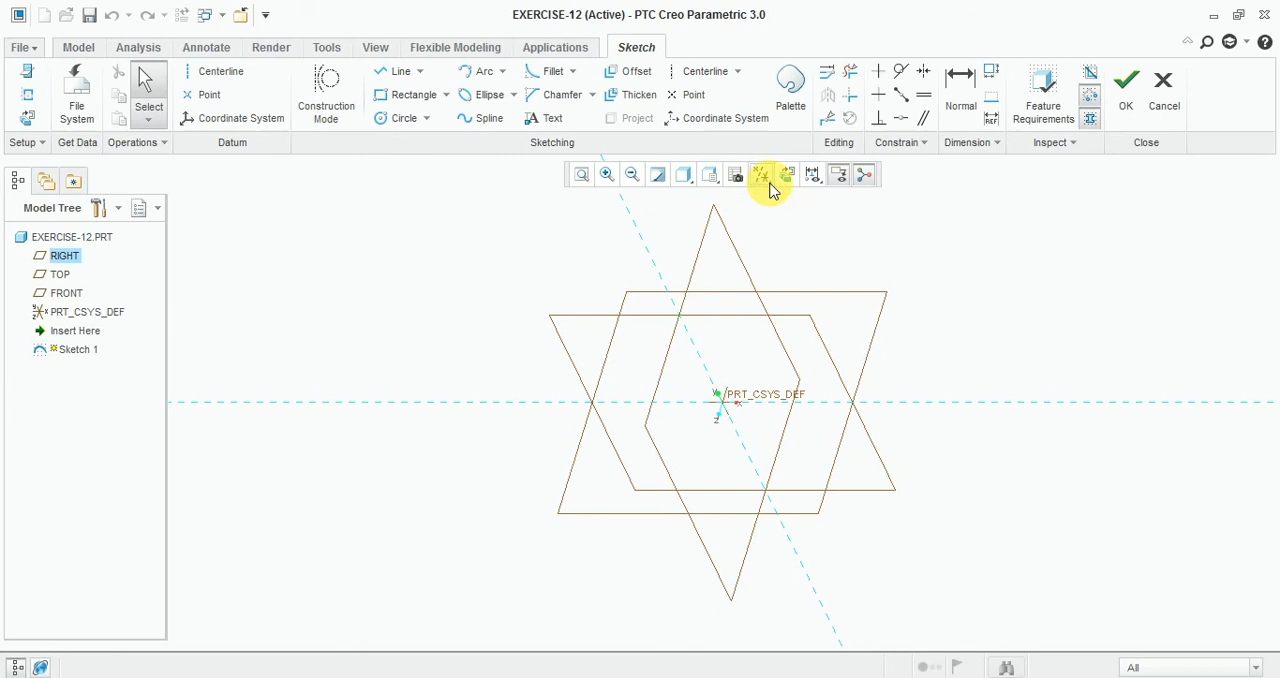 EXERCISE-12 (Active) - PTC Creo Parametric 3.0
File Model Analysis Annotate Render Tools View Flexible Modeling Applications Sketch
Centerline Line Arc Fillet Offset Centerline
Point Rectangle Ellipse Chamfer Thicken Point
Coordinate System Circle Spline Text Project Coordinate System
File System Select Construction Mode Palette Normal Feature Requirements OK Cancel
Setup Get Data Operations Datum Sketching Editing Constrain Dimension Inspect Close
Model Tree
EXERCISE-12.PRT
RIGHT
TOP
FRONT
PRT_CSYS_DEF
Insert Here
Sketch 1
PRT_CSYS_DEF
Y
X
Z
All